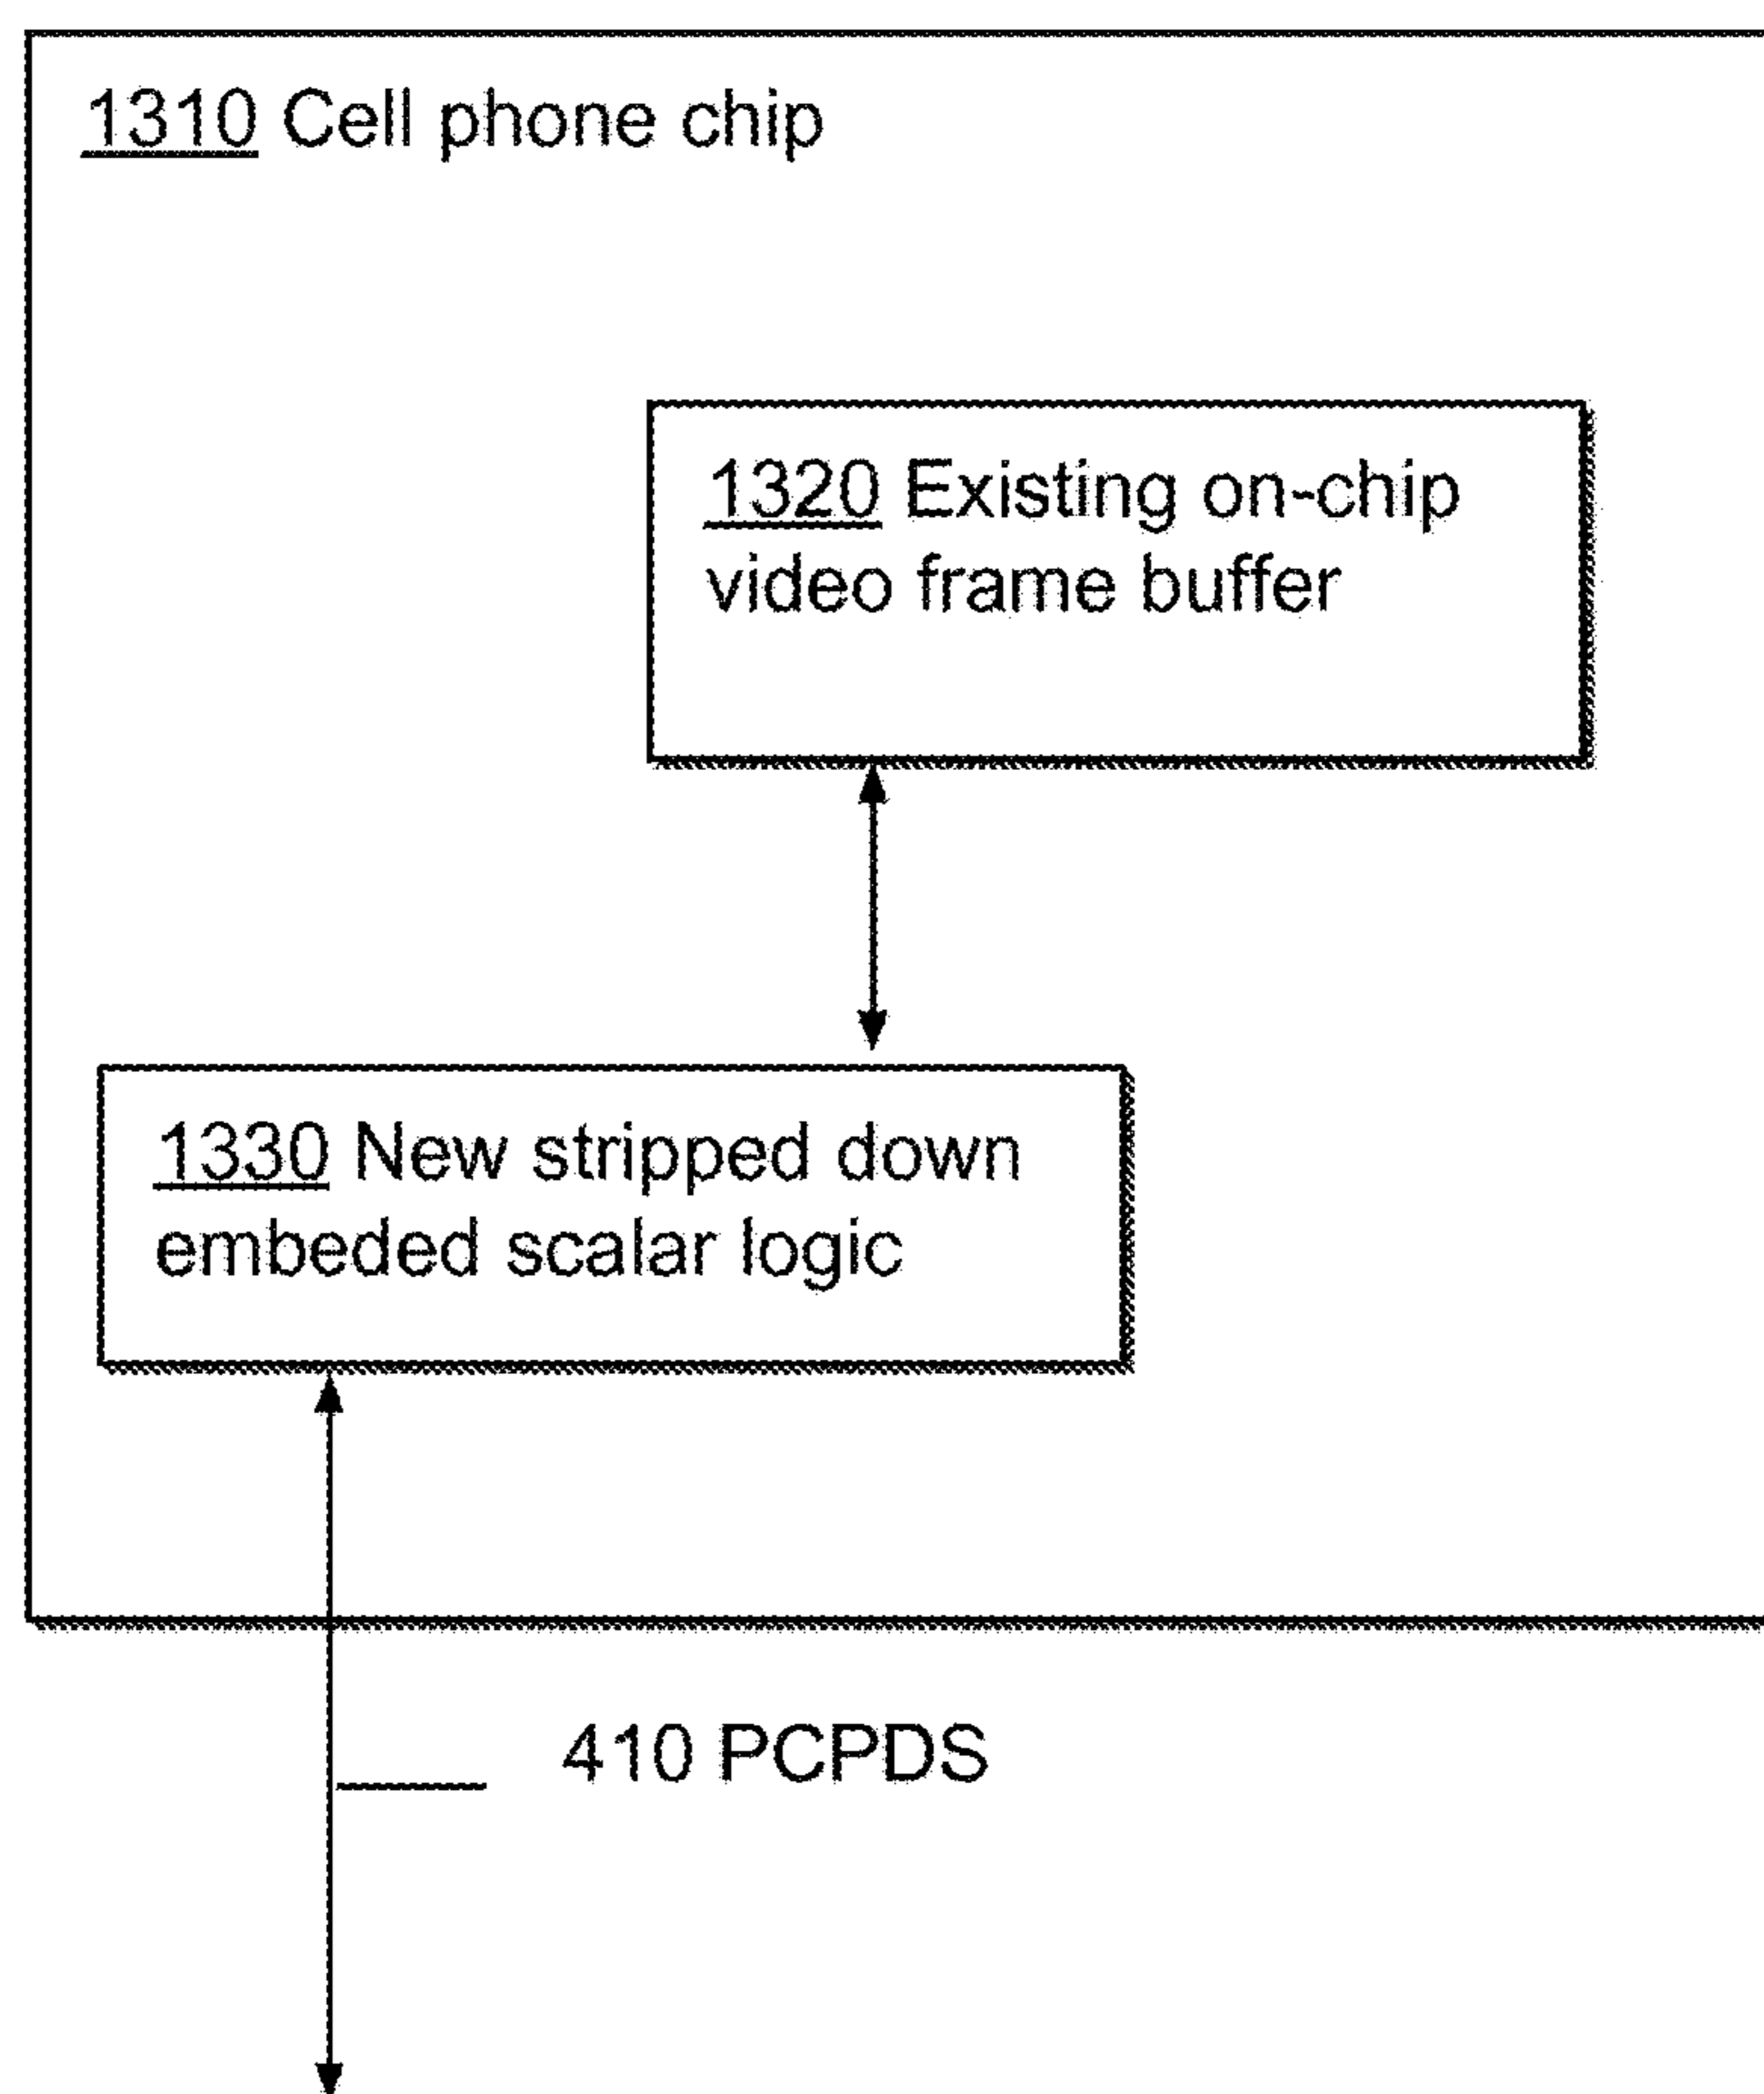 1310 Cell phone chip
1320 Existing on-chip
video frame buffer
1330 New stripped down
embeded scalar logic
410 PCPDS